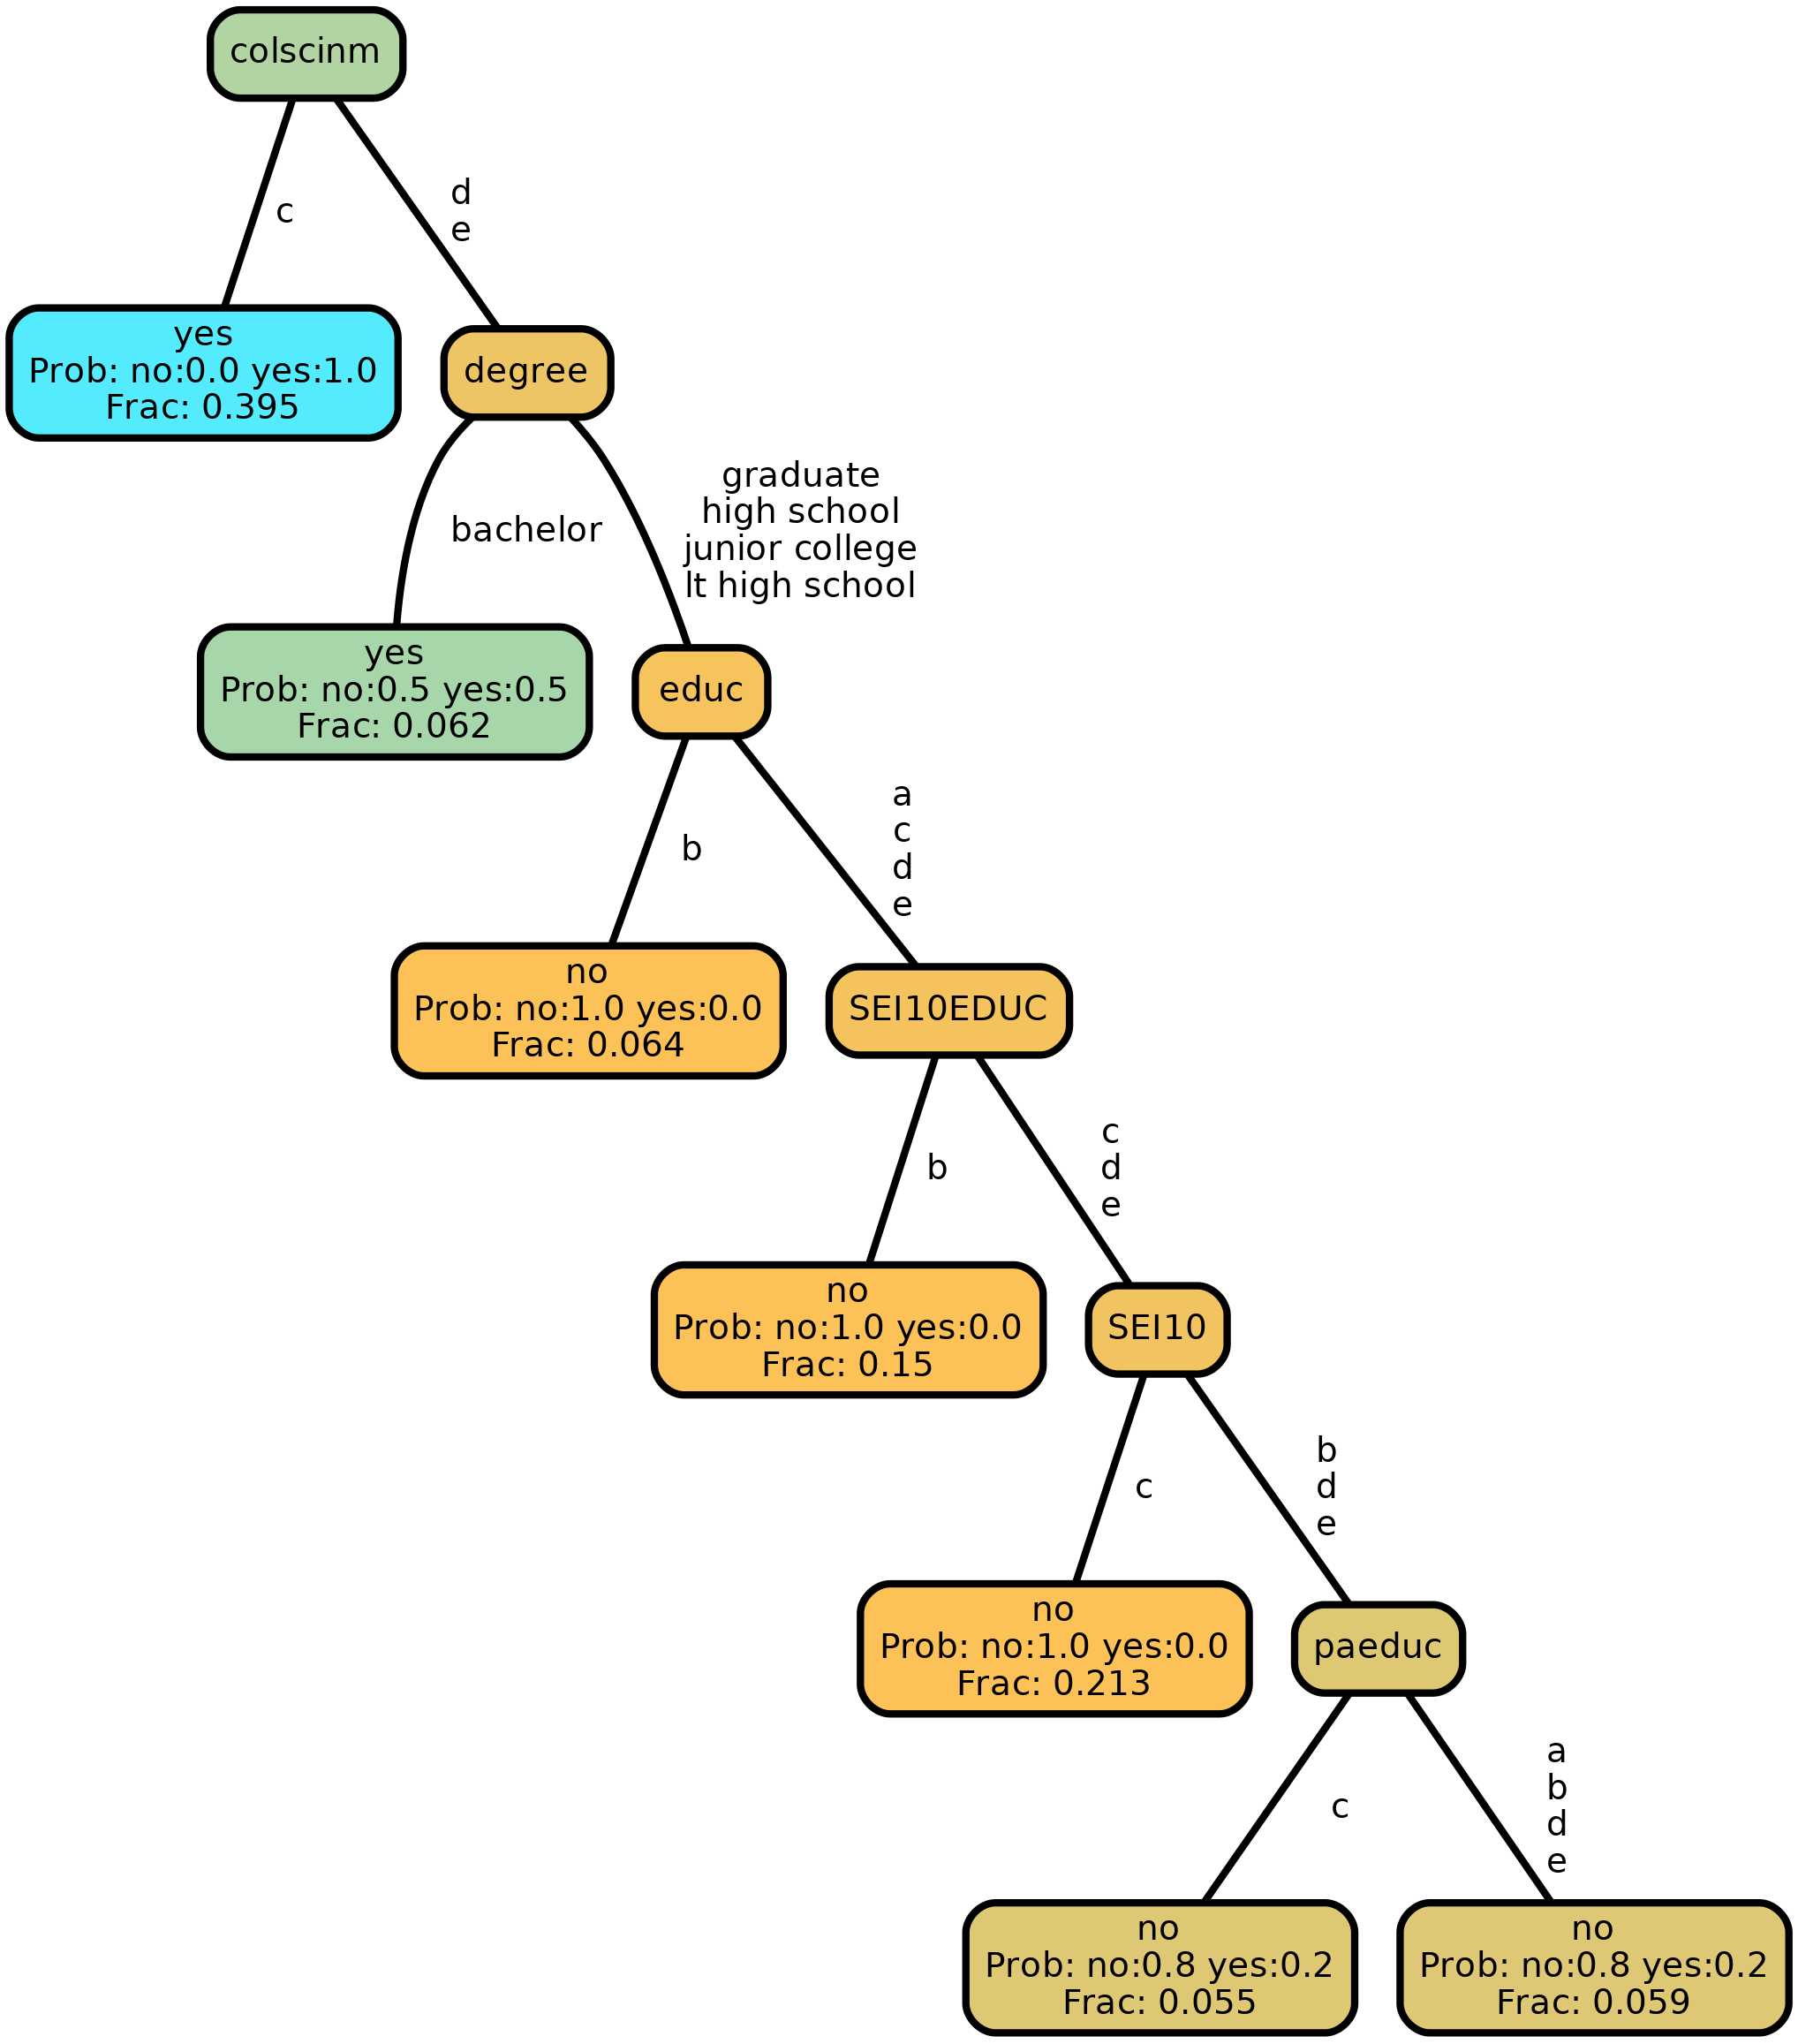 colscinm
c
d
e
yes
Prob: no:0.0 yes:1.0
Frac: 0.395
degree
bachelor
graduate
high school
junior college
lt high school
yes
Prob: no:0.5 yes:0.5
Frac: 0.062
educ
b
a
c
d
e
no
Prob: no:1.0 yes:0.0
Frac: 0.064
SEI10EDUC
b
c
d
e
no
Prob: no:1.0 yes:0.0
Frac: 0.15
SEI10
c
b
d
e
no
Prob: no:1.0 yes:0.0
Frac: 0.213
paeduc
c
a
b
d
e
no
Prob: no:0.8 yes:0.2
Frac: 0.055
no
Prob: no:0.8 yes:0.2
Frac: 0.059